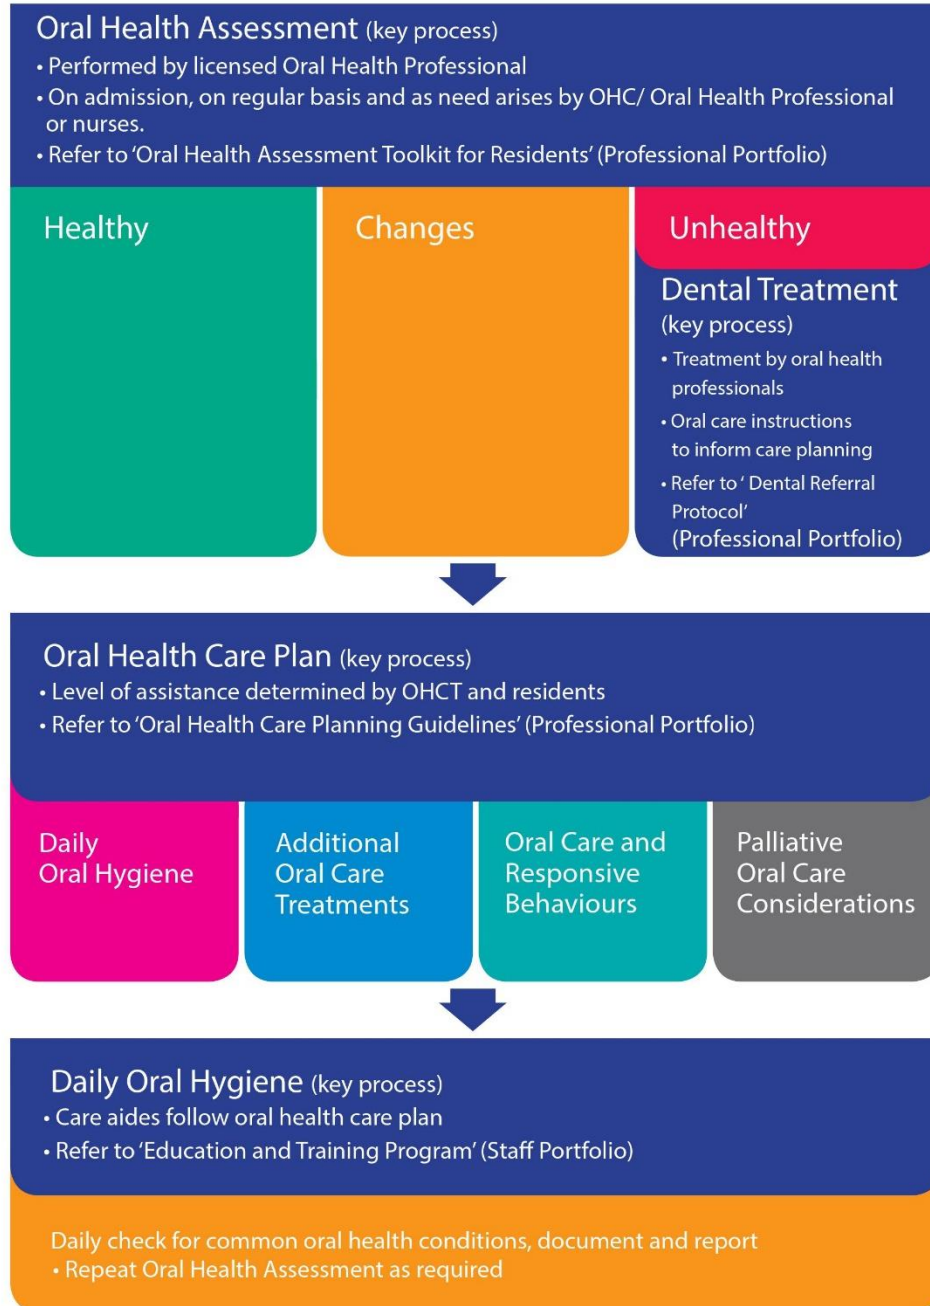 Oral Health Assessment (key process)
• Performed by licensed Oral Health Professional
• On admission, on regular basis and as need arises by OHC/ Oral Health Professional
or nurses.
• Refer to ‘Oral Health Assessment Toolkit for Residents’ (Professional Portfolio)
Healthy
Changes
Unhealthy
Dental Treatment
(key process)
• Treatment by oral health
professionals
• Oral care instructions
to inform care planning
• Refer to ‘ Dental Referral
Protocol’
(Professional Portfolio)
Oral Health Care Plan (key process)
• Level of assistance determined by OHCT and residents
• Refer to ‘Oral Health Care Planning Guidelines’ (Professional Portfolio)
Daily
Oral Hygiene
Additional
Oral Care
Treatments
Oral Care and
Responsive
Behaviours
Palliative
Oral Care
Considerations
Daily Oral Hygiene (key process)
• Care aides follow oral health care plan
• Refer to ‘Education and Training Program’ (Staff Portfolio)
Daily check for common oral health conditions, document and report
• Repeat Oral Health Assessment as required